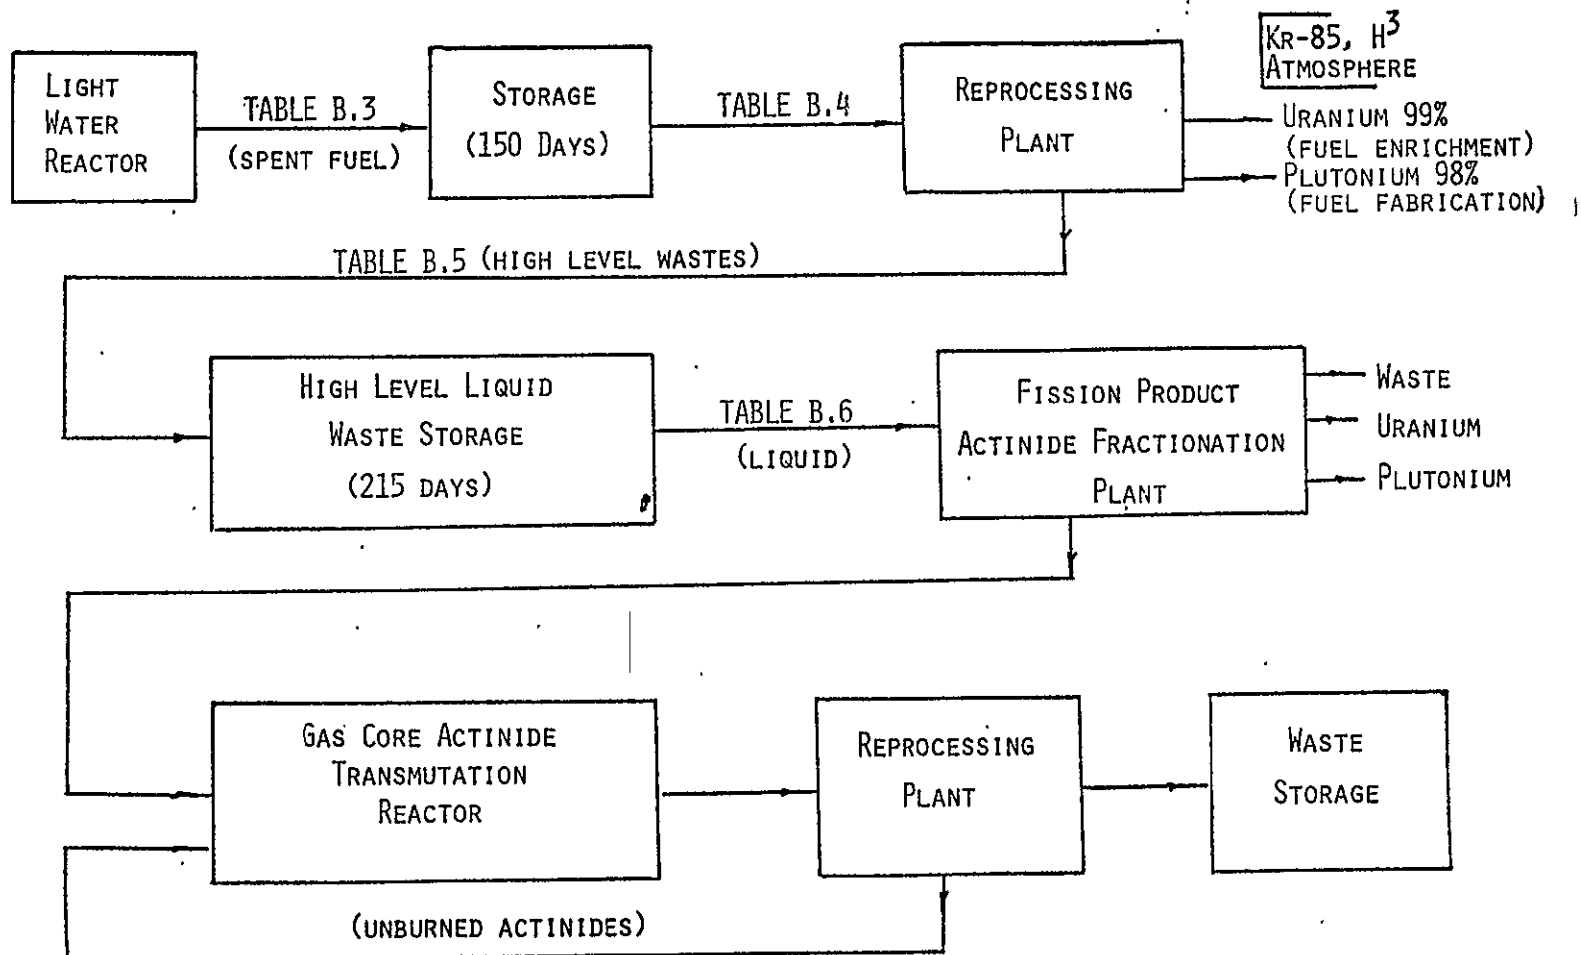 LIGHT
WATER
REACTOR
TABLE B.3
(SPENT FUEL)
STORAGE
(150 DAYS)
TABLE B.4
REPROCESSING
PLANT
KR-85, H³
ATMOSPHERE
URANIUM 99%
(FUEL ENRICHMENT)
PLUTONIUM 98%
(FUEL FABRICATION)
TABLE B.5 (HIGH LEVEL WASTES)
HIGH LEVEL LIQUID
WASTE STORAGE
(215 DAYS)
TABLE B.6
(LIQUID)
FISSION PRODUCT
ACTINIDE FRACTIONATION
PLANT
WASTE
URANIUM
PLUTONIUM
GAS CORE ACTINIDE
TRANSMUTATION
REACTOR
REPROCESSING
PLANT
WASTE
STORAGE
(UNBURNED ACTINIDES)